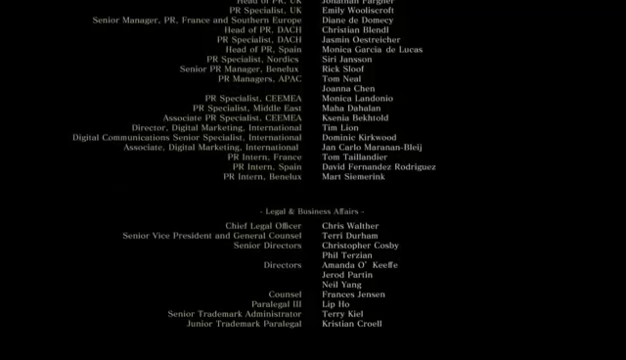 Head of PR, UK Jonathan Fargher
PR Specialist, UK Emily Woolliscroft
Senior Manager, PR, France and Southern Europe Diane de Domecy
Head of PR, DACH Christian Blendl
PR Specialist, DACH Jasmin Oestreicher
Head of PR, Spain Monica Garcia de Lucas
PR Specialist, Nordics Siri Jansson
Senior PR Manager, Benelux Rick Sloof
PR Managers, APAC Tom Neal
Joanna Chen
PR Specialist, CEEMEA Monica Landonio
PR Specialist, Middle East Maha Dahalan
Associate PR Specialist, CEEMEA Ksenia Bekhtold
Director, Digital Marketing, International Tim Lion
Digital Communications Senior Specialist, International Dominic Kirkwood
Associate, Digital Marketing, International Jan Carlo Maranan-Bleij
PR Intern, France Tom Taillandier
PR Intern, Spain David Fernandez Rodriguez
PR Intern, Benelux Mart Siemerink
- Legal & Business Affairs -
Chief Legal Officer Chris Walther
Senior Vice President and General Counsel Terri Durham
Senior Directors Christopher Cosby
Phil Terzian
Directors Amanda O' Keeffe
Jerod Partin
Neil Yang
Counsel Frances Jensen
Paralegal III Lip Ho
Senior Trademark Administrator Terry Kiel
Junior Trademark Paralegal Kristian Croell